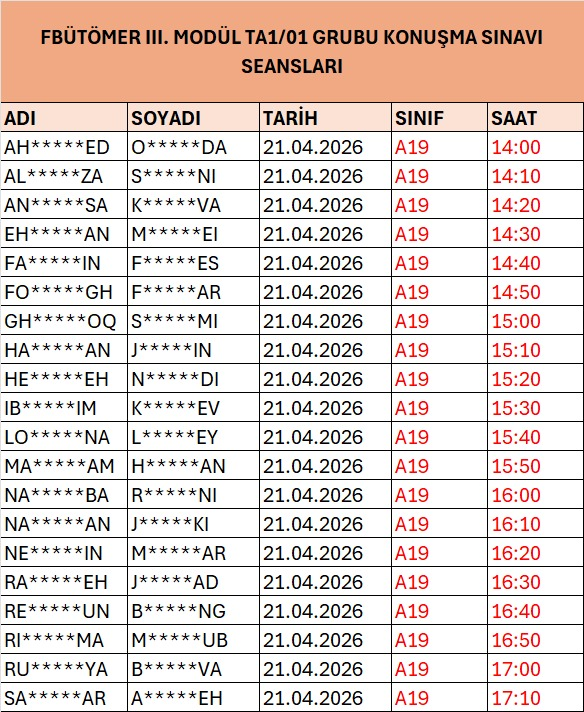 FBÜTÖMER III. MODÜL TA1/01 GRUBU KONUŞMA SINAVI
SEANSLARI
ADI SOYADI TARİH SINIF SAAT
AH*****ED O*****DA 21.04.2026 A19 14:00
AL*****ZA S*****NI 21.04.2026 A19 14:10
AN*****SA K*****VA 21.04.2026 A19 14:20
EH*****AN M*****EI 21.04.2026 A19 14:30
FA*****IN F*****ES 21.04.2026 A19 14:40
FO*****GH F*****AR 21.04.2026 A19 14:50
GH*****OQ S*****MI 21.04.2026 A19 15:00
HA*****AN J*****IN 21.04.2026 A19 15:10
HE*****EH N*****DI 21.04.2026 A19 15:20
IB*****IM K*****EV 21.04.2026 A19 15:30
LO*****NA L*****EY 21.04.2026 A19 15:40
MA*****AM H*****AN 21.04.2026 A19 15:50
NA*****BA R*****NI 21.04.2026 A19 16:00
NA*****AN J*****KI 21.04.2026 A19 16:10
NE*****IN M*****AR 21.04.2026 A19 16:20
RA*****EH J*****AD 21.04.2026 A19 16:30
RE*****UN B*****NG 21.04.2026 A19 16:40
RI*****MA M*****UB 21.04.2026 A19 16:50
RU*****YA B*****VA 21.04.2026 A19 17:00
SA*****AR A*****EH 21.04.2026 A19 17:10